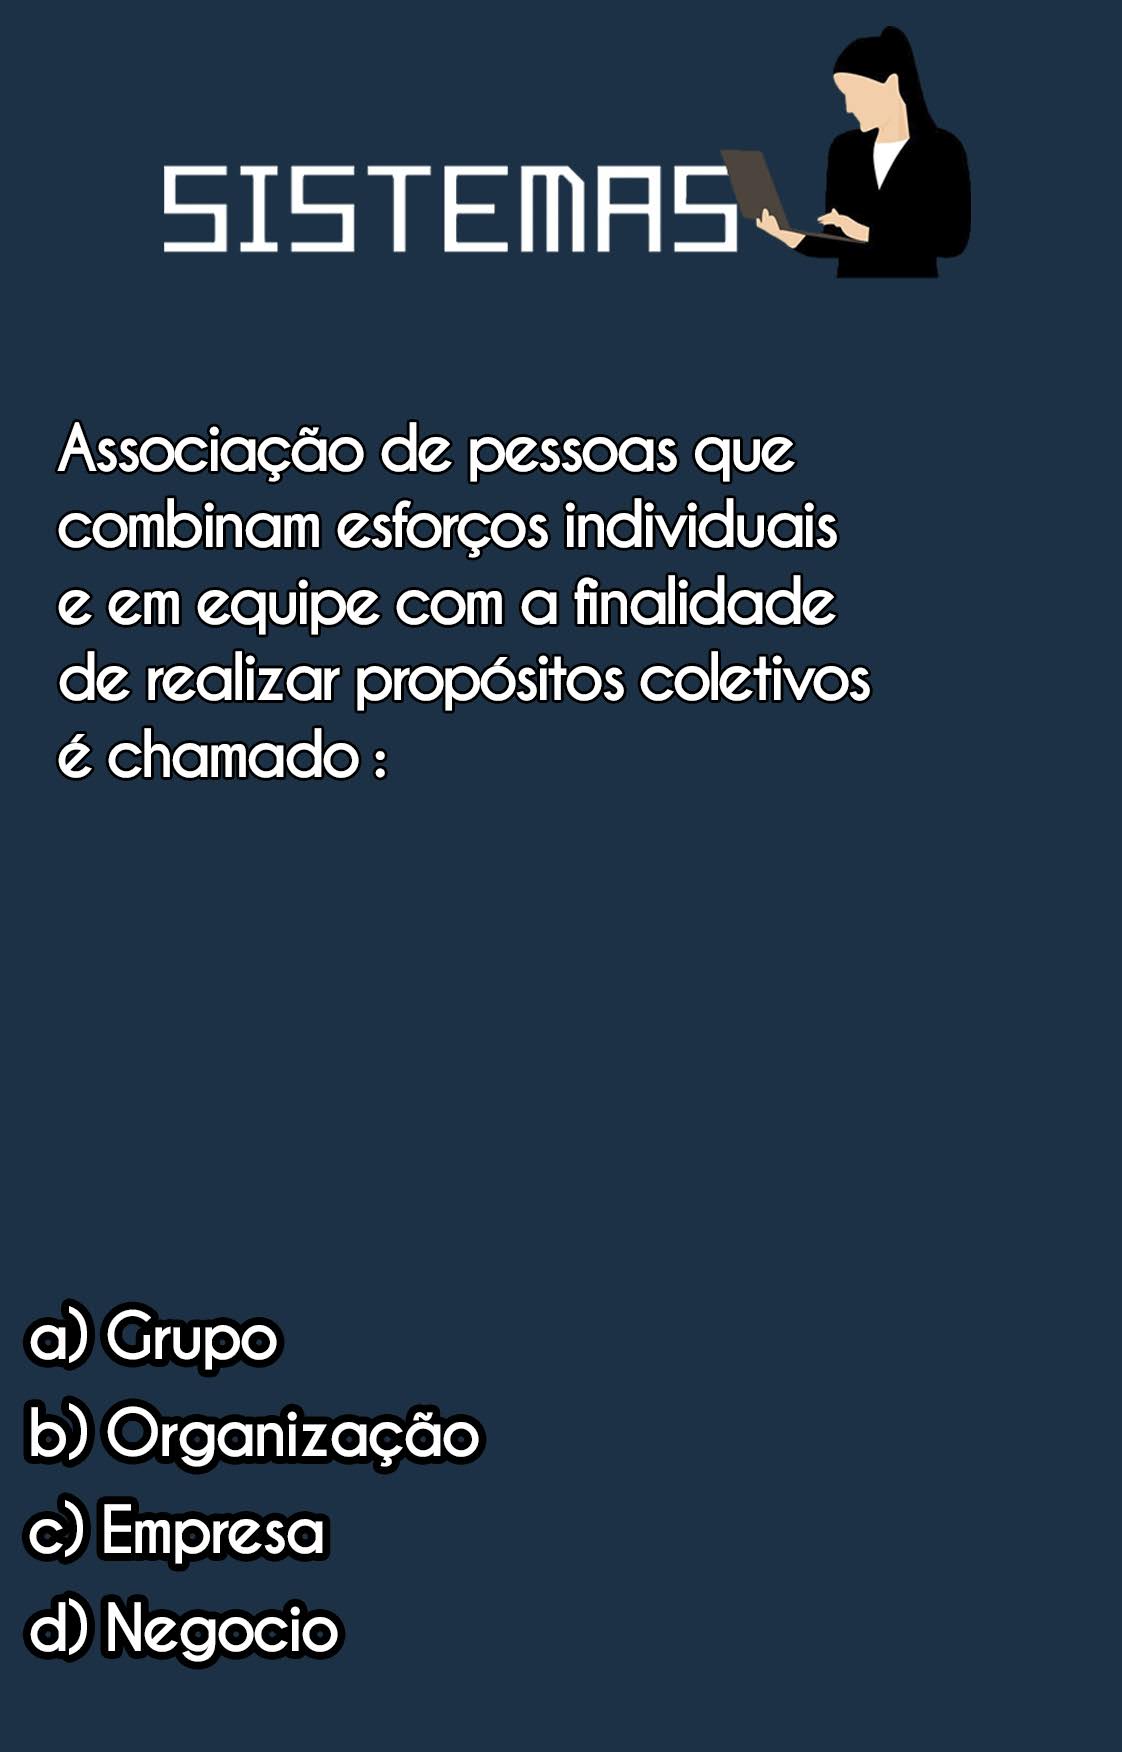 SISTEMAS
Associação de pessoas que
combinam esforços individuais
e em equipe com a finalidade
de realizar propósitos coletivos
é chamado :
a) Grupo
b) Organização
c) Empresa
d) Negocio